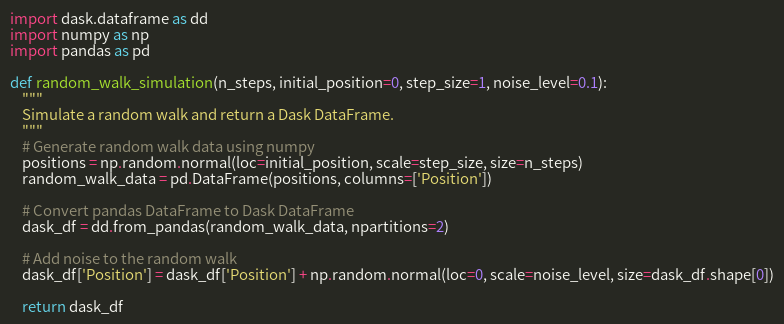 import dask.dataframe as dd
import numpy as np
import pandas as pd

def random_walk_simulation(n_steps, initial_position=0, step_size=1, noise_level=0.1):
    """
    Simulate a random walk and return a Dask DataFrame.
    """
    # Generate random walk data using numpy
    positions = np.random.normal(loc=initial_position, scale=step_size, size=n_steps)
    random_walk_data = pd.DataFrame(positions, columns=['Position'])

    # Convert pandas DataFrame to Dask DataFrame
    dask_df = dd.from_pandas(random_walk_data, npartitions=2)

    # Add noise to the random walk
    dask_df['Position'] = dask_df['Position'] + np.random.normal(loc=0, scale=noise_level, size=dask_df.shape[0])

    return dask_df